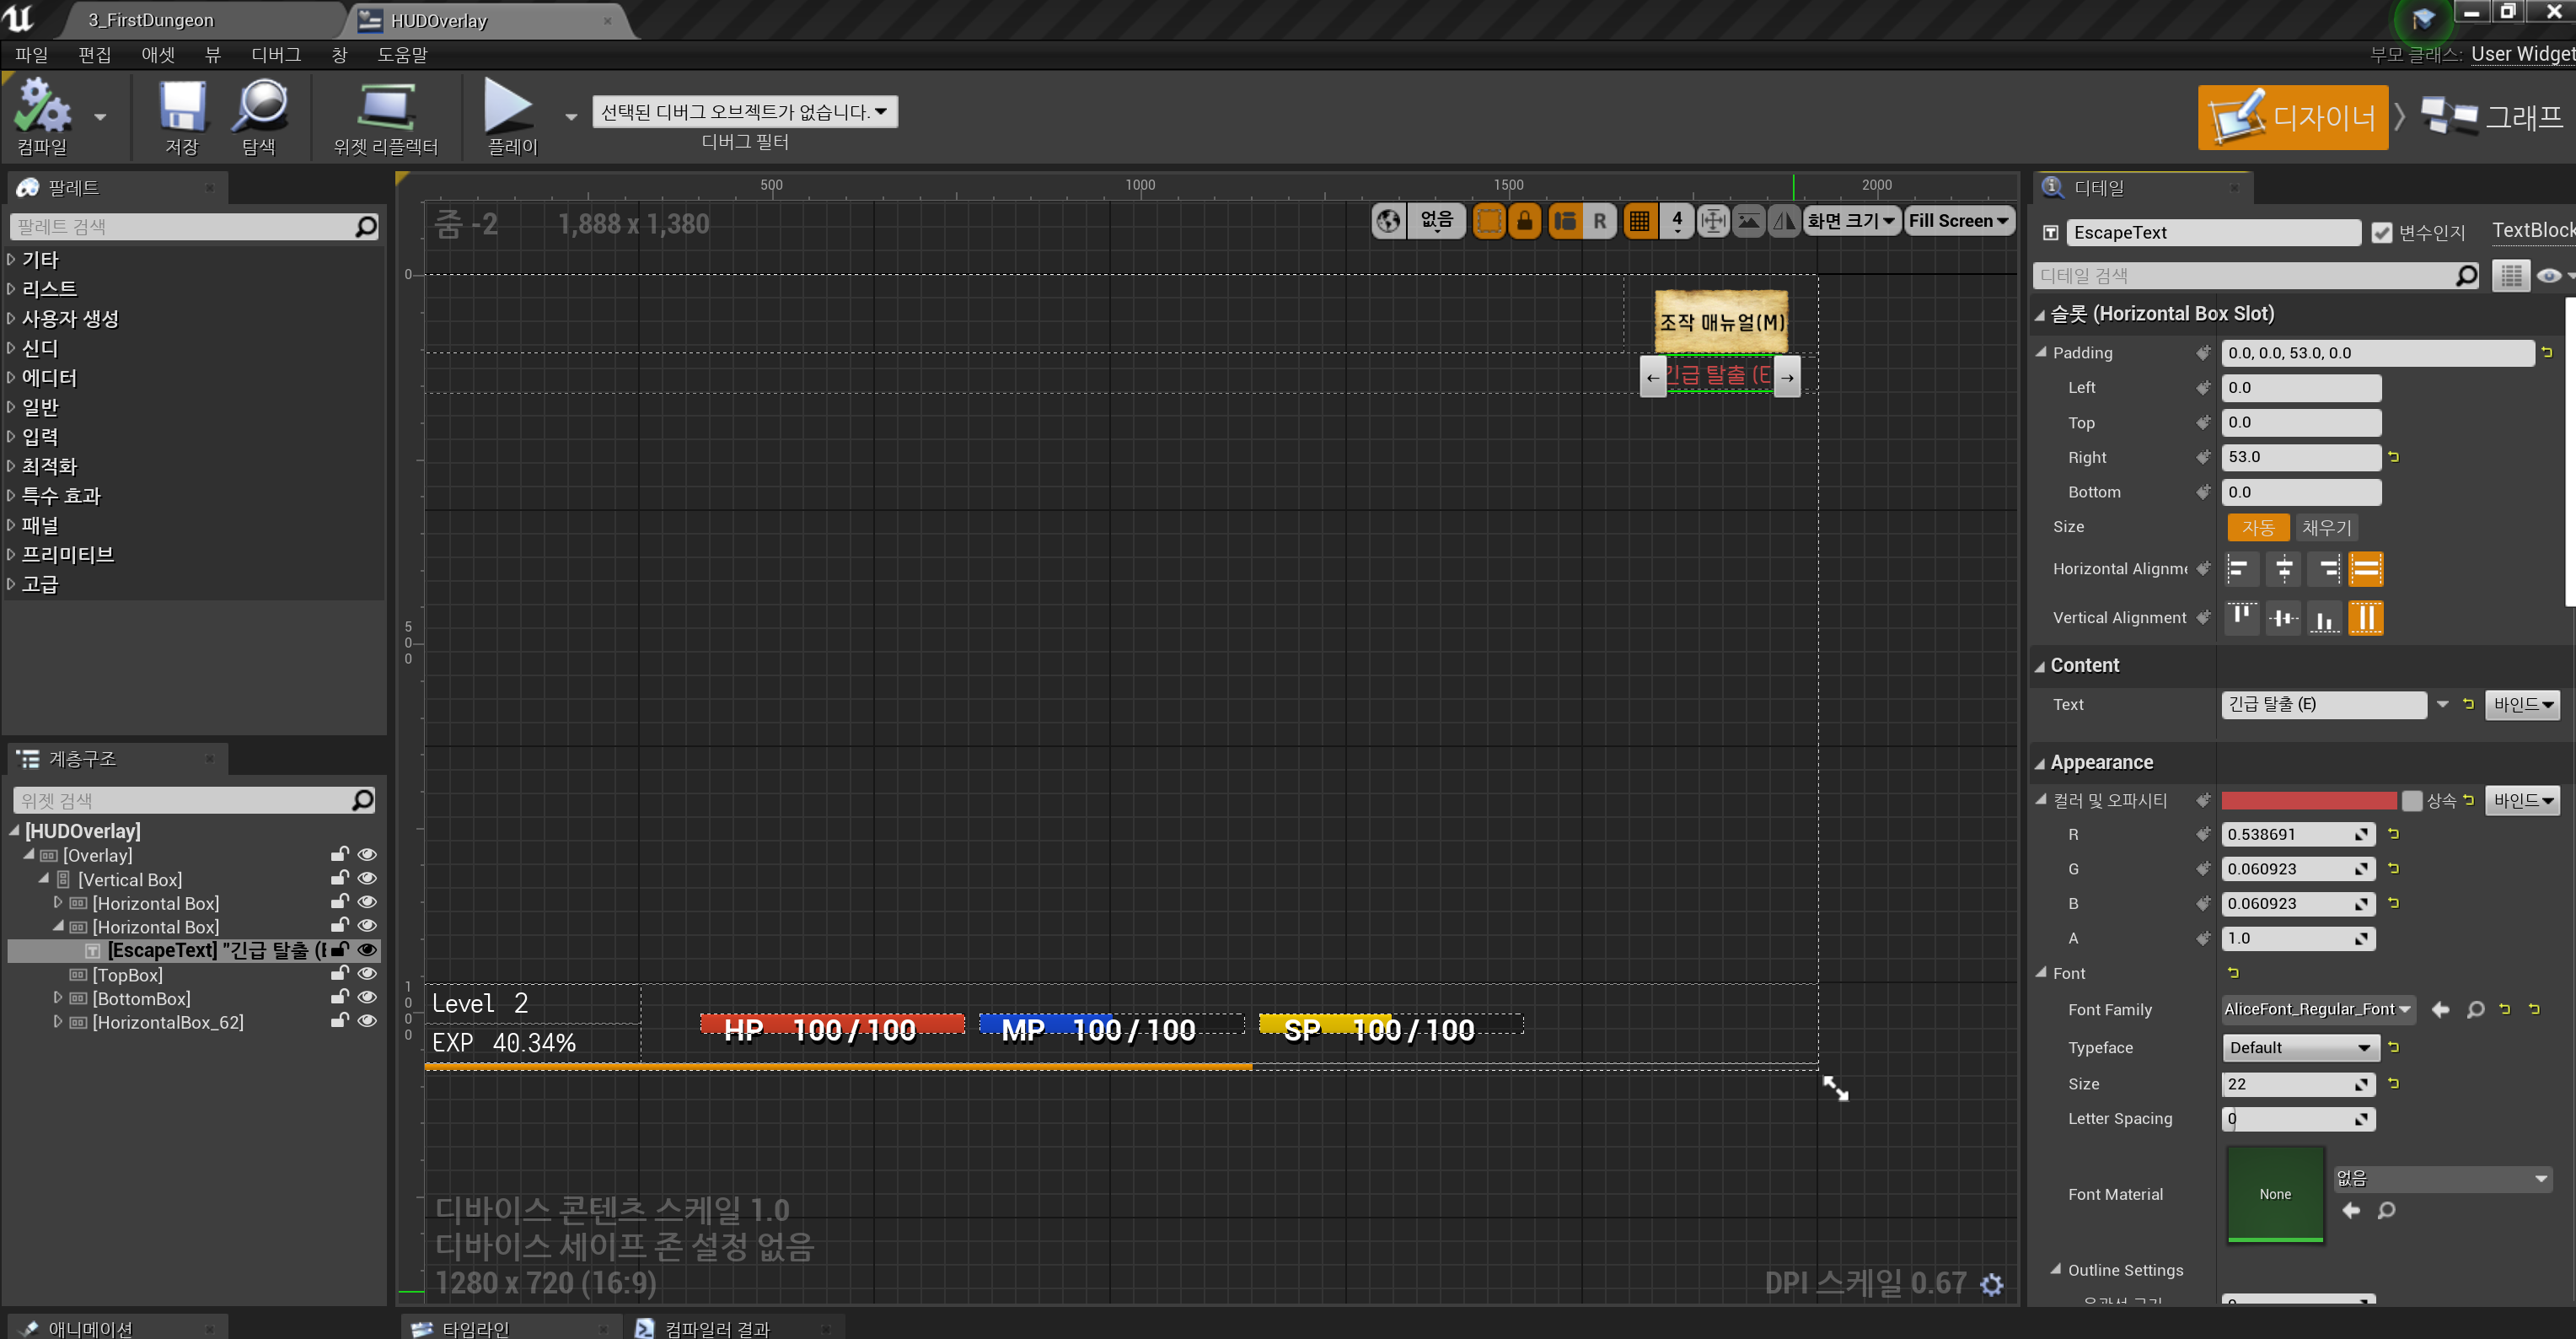 3_FirstDungeon
HUDOverlay
파일 편집 애셋 뷰 디버그 창 도움말
부모 클래스: User Widget
컴파일 저장 탐색 위젯 리플렉터 플레이
선택된 디버그 오브젝트가 없습니다.
디버그 필터
디자이너 그래프
팔레트
팔레트 검색
기타
리스트
사용자 생성
신디
에디터
일반
입력
최적화
특수 효과
패널
프리미티브
고급
계층구조
위젯 검색
[HUDOverlay]
[Overlay]
[Vertical Box]
[Horizontal Box]
[Horizontal Box]
[EscapeText] "긴급 탈출 (E
[TopBox]
[BottomBox]
[HorizontalBox_62]
애니메이션
500 1000 1500 2000
줌 -2 1,888 x 1,380
없음 R 4 화면 크기 Fill Screen
0
500
1000
조작 매뉴얼(M)
← 긴급 탈출 (E →
Level 2
EXP 40.34%
HP 100 / 100
MP 100 / 100
SP 100 / 100
디바이스 콘텐츠 스케일 1.0
디바이스 세이프 존 설정 없음
1280 x 720 (16:9)
DPI 스케일 0.67
타임라인 컴파일러 결과
디테일
EscapeText 변수인지 TextBlock
디테일 검색
슬롯 (Horizontal Box Slot)
Padding 0.0, 0.0, 53.0, 0.0
Left 0.0
Top 0.0
Right 53.0
Bottom 0.0
Size 자동 채우기
Horizontal Alignme
Vertical Alignment
Content
Text 긴급 탈출 (E) 바인드
Appearance
컬러 및 오파시티 상속 바인드
R 0.538691
G 0.060923
B 0.060923
A 1.0
Font
Font Family AliceFont_Regular_Font
Typeface Default
Size 22
Letter Spacing 0
Font Material None 없음
Outline Settings